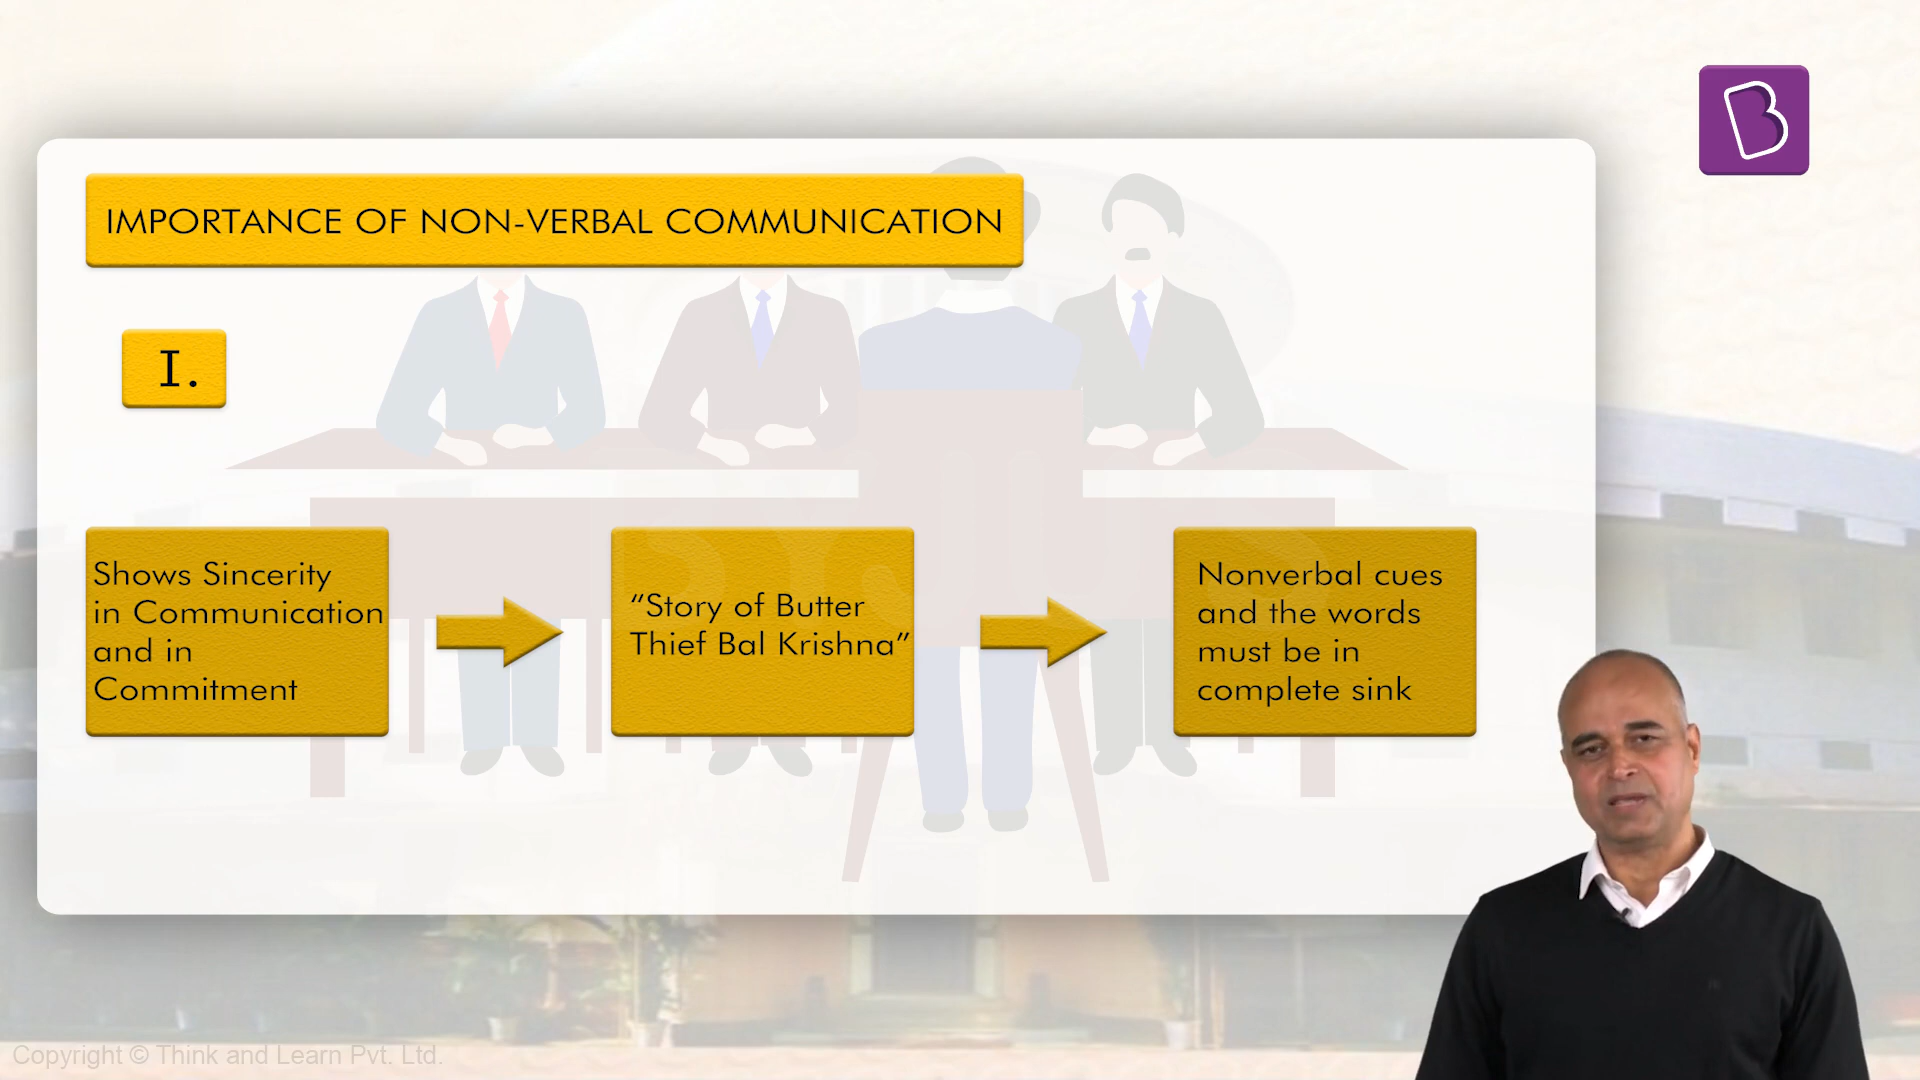 IMPORTANCE OF NON-VERBAL COMMUNICATION
I.
Shows Sincerity
in Communication
and in
Commitment
“Story of Butter
Thief Bal Krishna”
Nonverbal cues
and the words
must be in
complete sink
B
BYJU'S
Copyright © Think and Learn Pvt. Ltd.